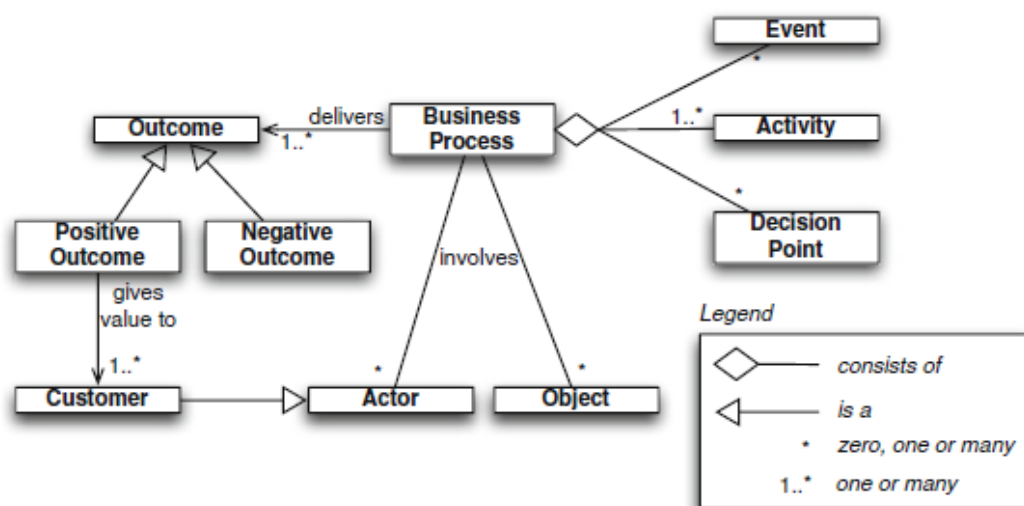 Event
*
delivers
Business
Process
1..*
Activity
Outcome
1..*
*
Positive
Outcome
Negative
Outcome
Decision
Point
involves
gives
value to
1..*
*
*
Customer
Actor
Object
Legend
consists of
is a
* zero, one or many
1..* one or many